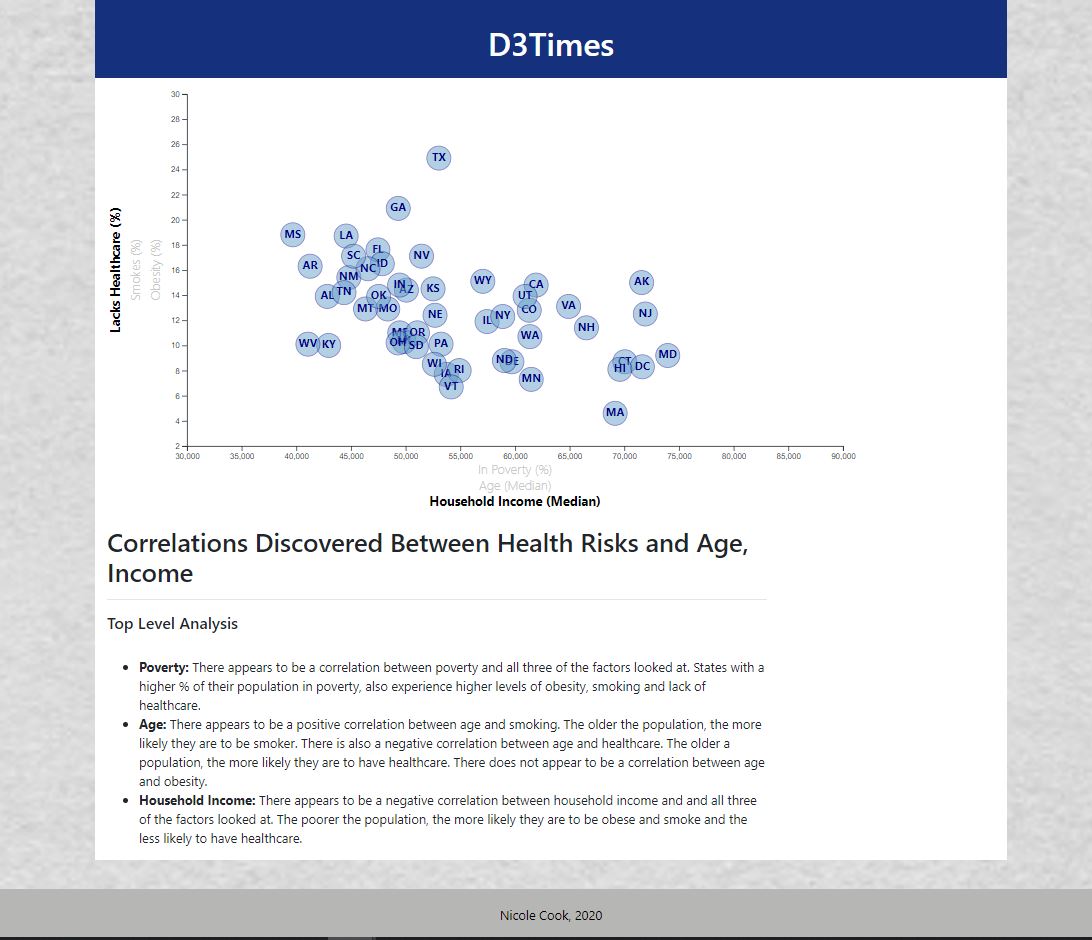 D3Times
30
28
26
24
22
20
18
16
14
12
10
8
6
4
2
Lacks Healthcare (%)
Smokes (%)
Obesity (%)
TX
GA
MS
LA
FL
SC
NV
ID
NC
AR
NM
IN
AZ
KS
WY
CA
AK
AL
TN
OK
UT
MT
MO
CO
VA
NE
NJ
IL
NY
NH
OR
WA
WV
KY
OH
SD
PA
MD
WI
ND
DE
CT
HI
DC
IA
RI
MN
VT
MA
30,000
35,000
40,000
45,000
50,000
55,000
60,000
65,000
70,000
75,000
80,000
85,000
90,000
In Poverty (%)
Age (Median)
Household Income (Median)
Correlations Discovered Between Health Risks and Age,
Income
Top Level Analysis
Poverty: There appears to be a correlation between poverty and all three of the factors looked at. States with a
higher % of their population in poverty, also experience higher levels of obesity, smoking and lack of
healthcare.
Age: There appears to be a positive correlation between age and smoking. The older the population, the more
likely they are to be smoker. There is also a negative correlation between age and healthcare. The older a
population, the more likely they are to have healthcare. There does not appear to be a correlation between age
and obesity.
Household Income: There appears to be a negative correlation between household income and and all three
of the factors looked at. The poorer the population, the more likely they are to be obese and smoke and the
less likely to have healthcare.
Nicole Cook, 2020